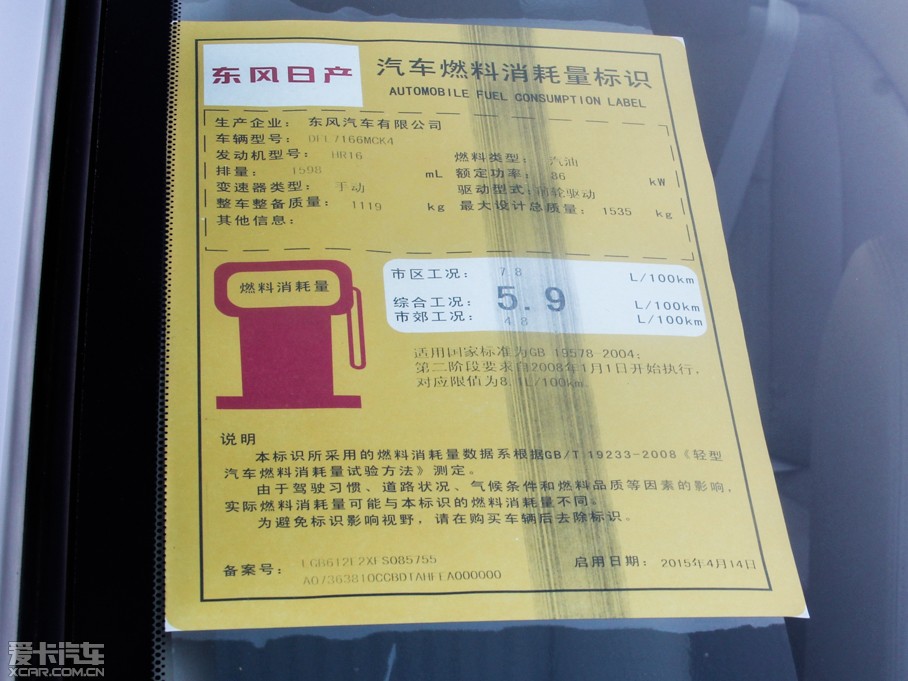 东风日产
汽车燃料消耗量标识
AUTOMOBILE FUEL CONSUMPTION LABEL
生产企业： 东风汽车有限公司
车辆型号： DFL7166MCK4
发动机型号： HR16 燃料类型： 汽油
排量： 1598 mL 额定功率： 86 kW
变速器类型： 手动 驱动型式：前轮驱动
整车整备质量： 1119 kg 最大设计总质量： 1535 kg
其他信息：
燃料消耗量
市区工况： 7.8 L/100km
综合工况： 5.9 L/100km
市郊工况： 4.8 L/100km
适用国家标准为GB 19578-2004；
第二阶段要求自2008年1月1日开始执行，
对应限值为8.1L/100km.
说明
本标识所采用的燃料消耗量数据系根据GB/T 19233-2008《轻型
汽车燃料消耗量试验方法》测定。
由于驾驶习惯、道路状况、气候条件和燃料品质等因素的影响，
实际燃料消耗量可能与本标识的燃料消耗量不同。
为避免标识影响视野，请在购买车辆后去除标识。
备案号： LGB612E2XFS085755 启用日期： 2015年4月14日
爱卡汽车
XCAR.COM.CN